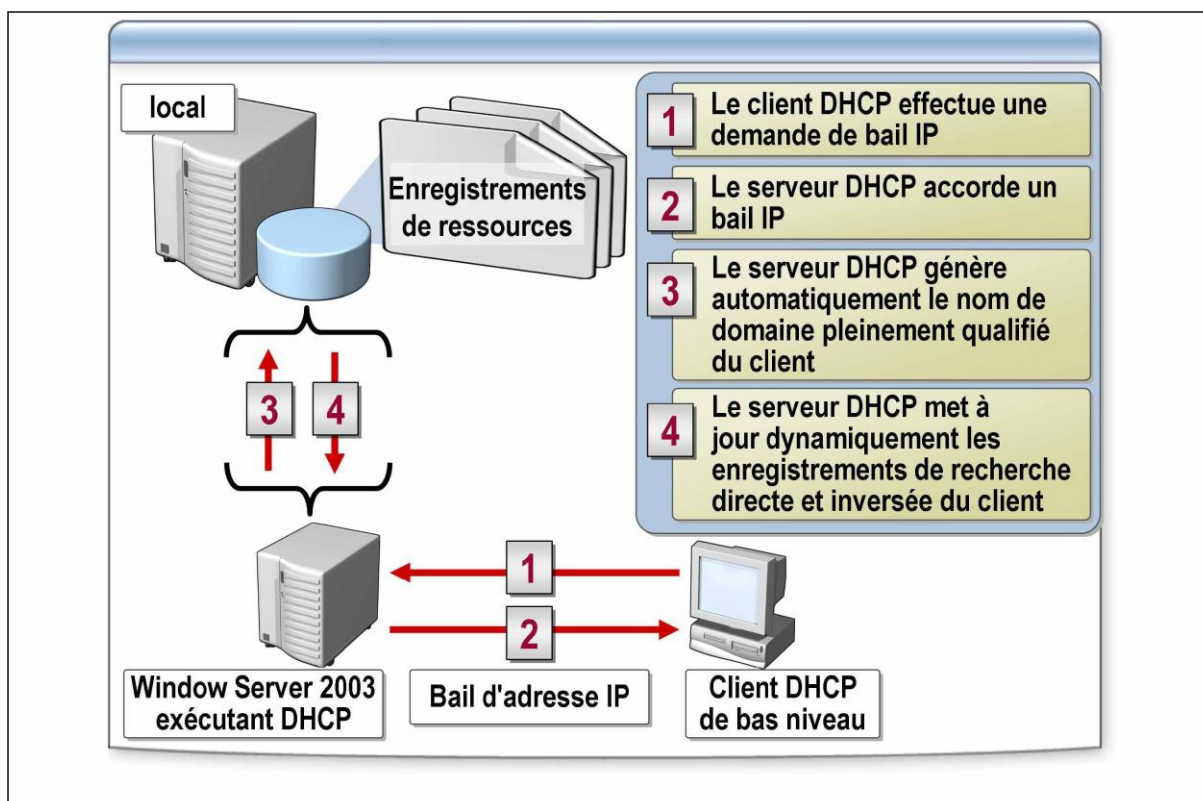 local
Enregistrements
de ressources
1
Le client DHCP effectue une
demande de bail IP
2
Le serveur DHCP accorde un
bail IP
3
Le serveur DHCP génère
automatiquement le nom de
domaine pleinement qualifié
du client
4
Le serveur DHCP met à
jour dynamiquement les
enregistrements de recherche
directe et inversée du client
3
4
1
2
Window Server 2003
exécutant DHCP
Bail d'adresse IP
Client DHCP
de bas niveau